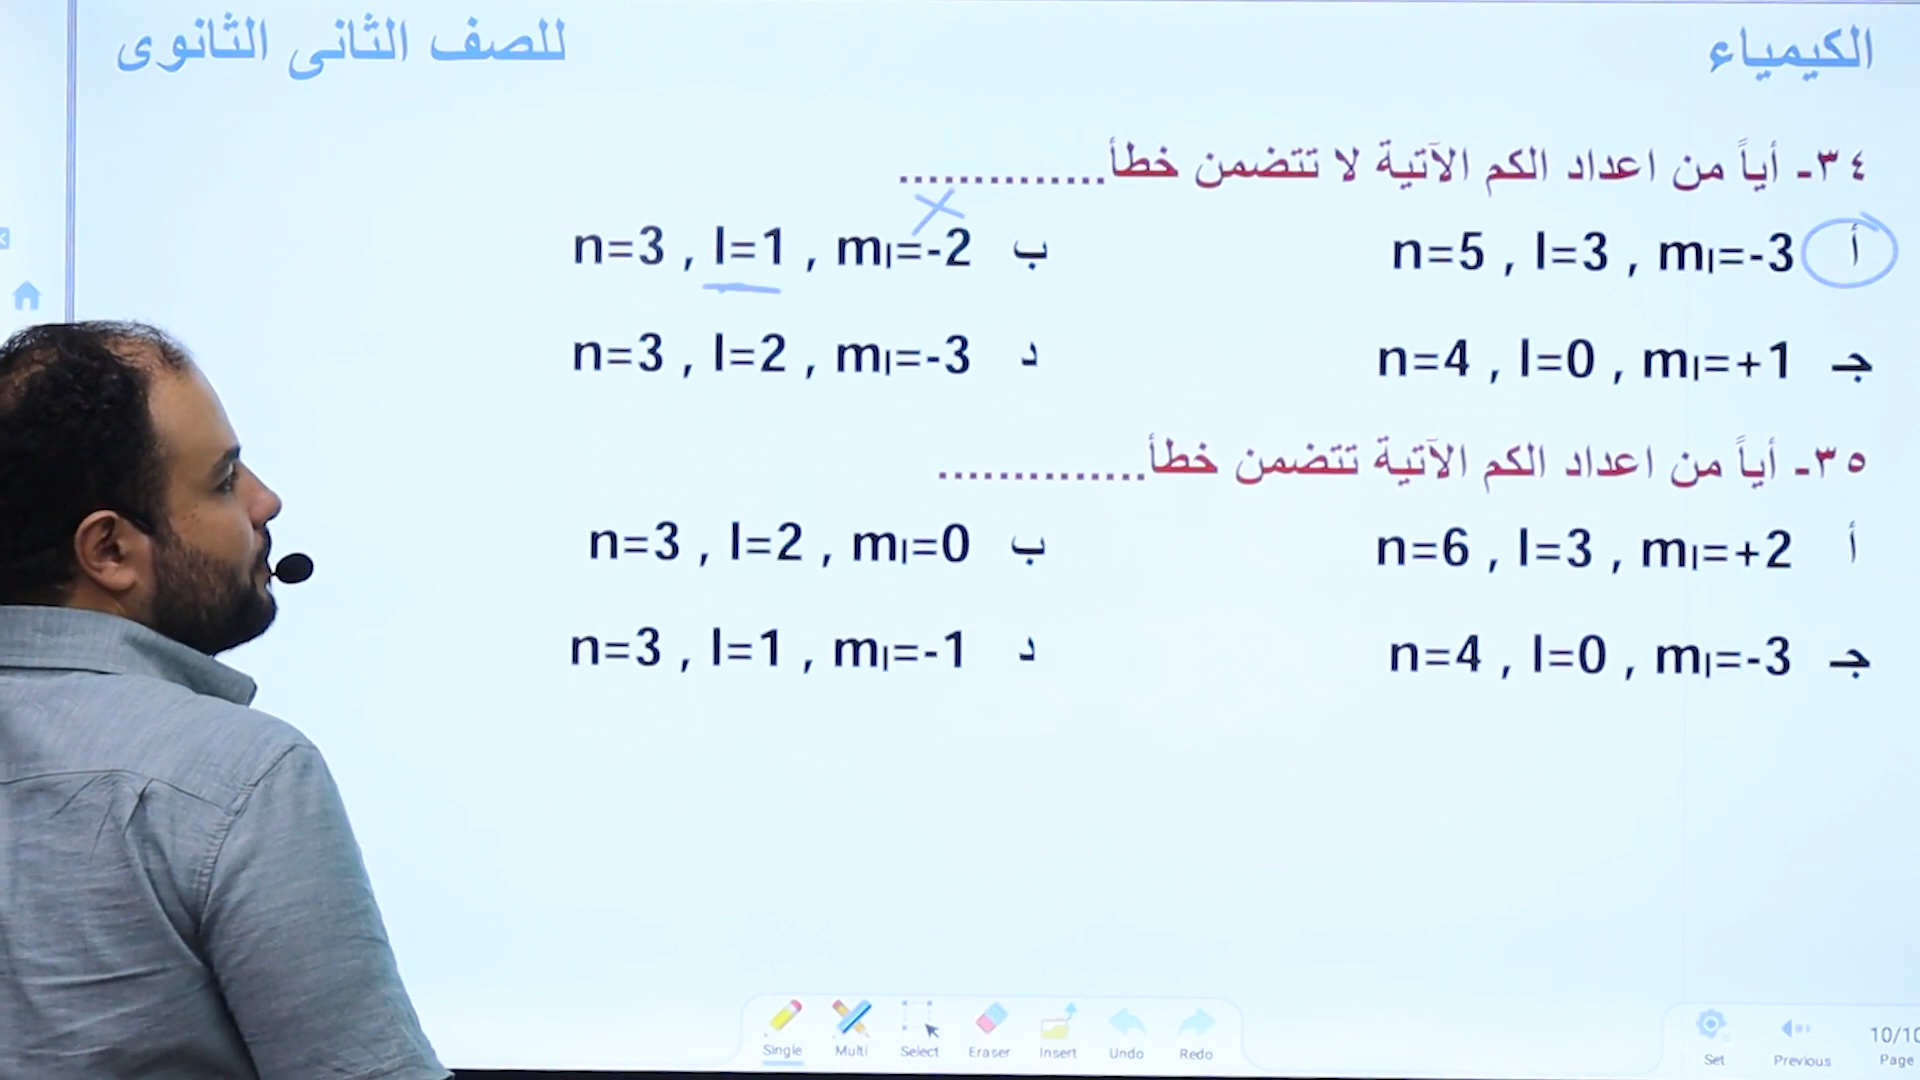 الكيمياء
للصف الثانى الثانوى
٣٤- أياً من اعداد الكم الآتية لا تتضمن خطأ..............
أ n=5 , l=3 , ml=-3
ب n=3 , l=1 , ml=-2
جـ n=4 , l=0 , ml=+1
د n=3 , l=2 , ml=-3
٣٥- أياً من اعداد الكم الآتية تتضمن خطأ..............
أ n=6 , l=3 , ml=+2
ب n=3 , l=2 , ml=0
جـ n=4 , l=0 , ml=-3
د n=3 , l=1 , ml=-1
Single Multi Select Eraser Insert Undo Redo
Set Previous 10/10 Page